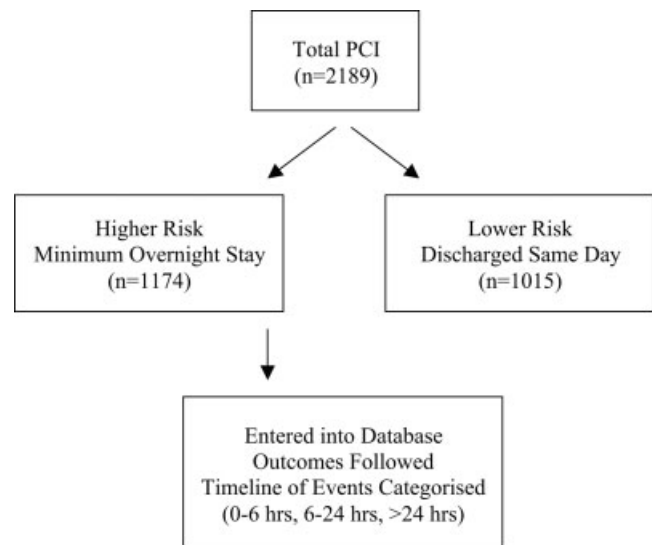 Total PCI
(n=2189)
Higher Risk
Minimum Overnight Stay
(n=1174)
Lower Risk
Discharged Same Day
(n=1015)
Entered into Database
Outcomes Followed
Timeline of Events Categorised
(0-6 hrs, 6-24 hrs, >24 hrs)